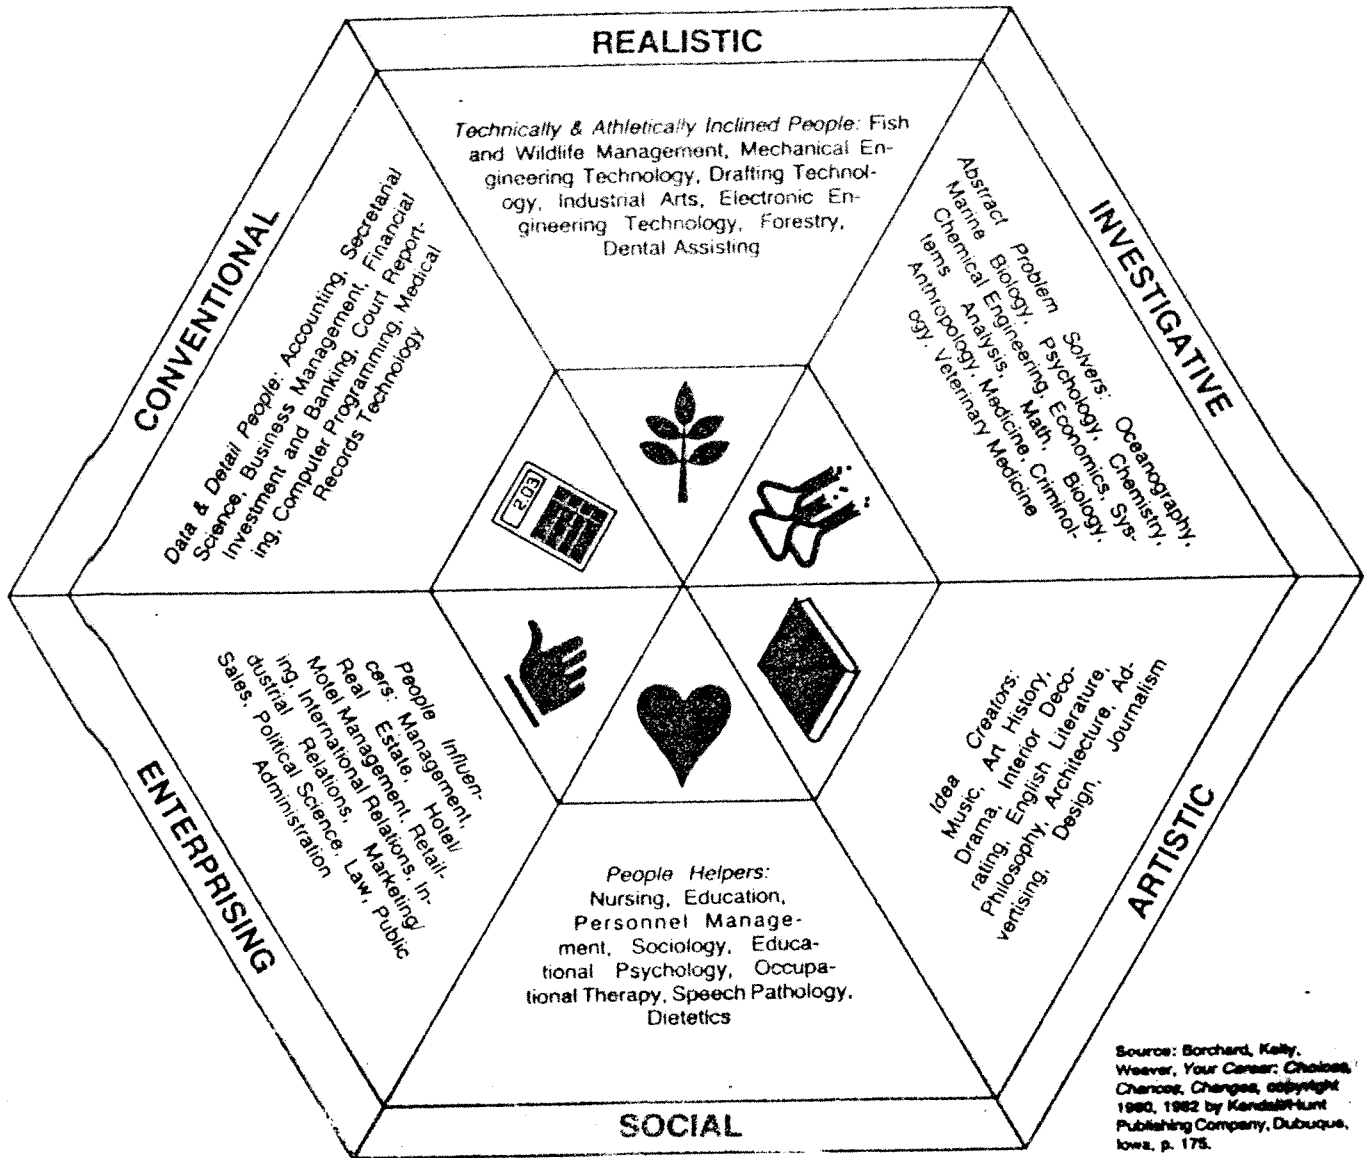 REALISTIC
Technically & Athletically Inclined People: Fish
and Wildlife Management, Mechanical En-
gineering Technology, Drafting Technol-
ogy, Industrial Arts, Electronic En-
gineering Technology, Forestry,
Dental Assisting
INVESTIGATIVE
Abstract Problem Solvers: Oceanography,
Marine Biology, Psychology, Chemistry,
Chemical Engineering, Economics, Sys-
tems Analysis, Math, Biology,
Anthropology, Medicine, Criminol-
ogy, Veterinary Medicine
ARTISTIC
Idea Creators:
Music, Art History,
Drama, Interior Deco-
rating, English Literature,
Philosophy, Architecture, Ad-
vertising, Design, Journalism
SOCIAL
People Helpers:
Nursing, Education,
Personnel Manage-
ment, Sociology, Educa-
tional Psychology, Occupa-
tional Therapy, Speech Pathology,
Dietetics
ENTERPRISING
People Influen-
cers: Management,
Real Estate, Hotel/
Motel Management, Retail-
ing, International Relations, In-
dustrial Relations, Marketing/
Sales, Political Science, Law, Public
Administration
CONVENTIONAL
Data & Detail People: Accounting, Secretarial
Science, Business Management, Financial
Investment and Banking, Court Report-
ing, Computer Programming, Medical
Records Technology
2.03
Source: Borchard, Kelly,
Weaver, Your Career: Choices,
Chances, Changes, copyright
1980, 1982 by Kendall/Hunt
Publishing Company, Dubuque,
Iowa, p. 175.